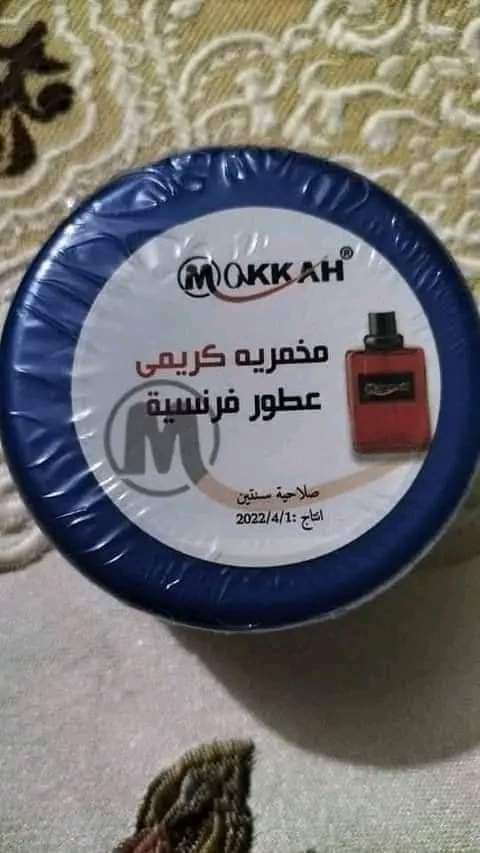 MOKKAH®
مخمريه كريمى
عطور فرنسية
M
صلاحية سنتين
انتاج :2022/4/1